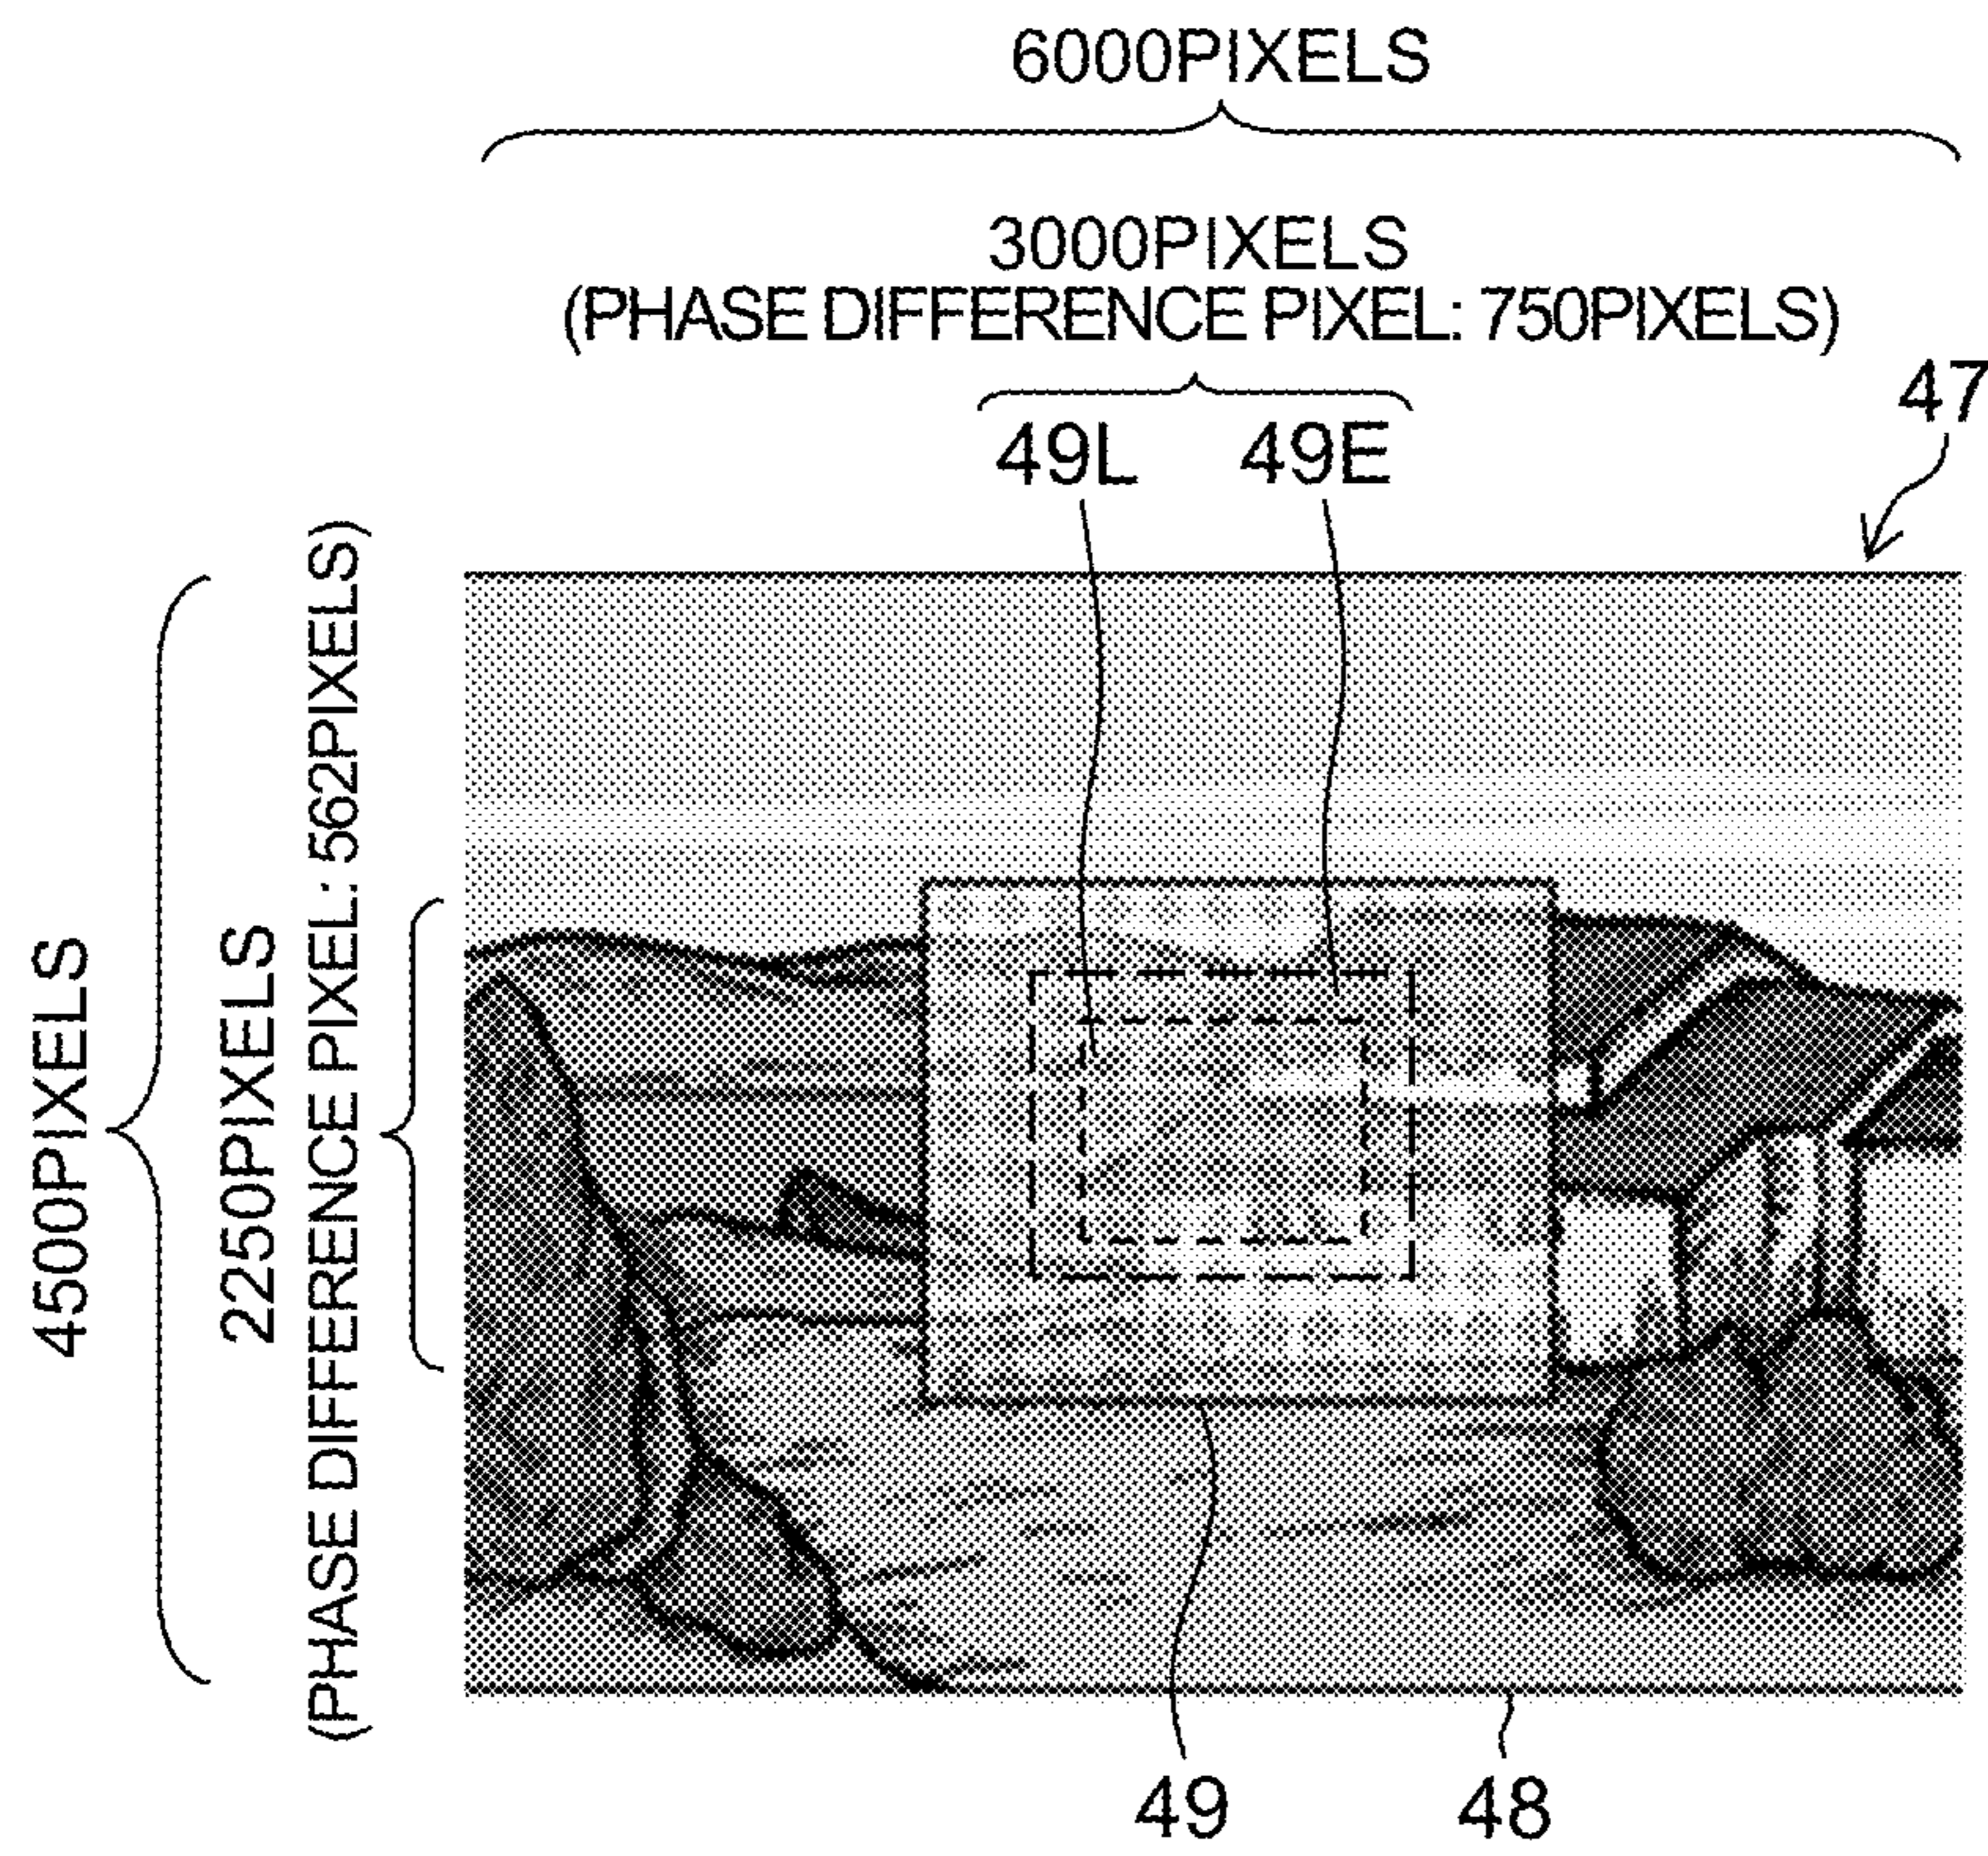 6000PIXELS
3000PIXELS
(PHASE DIFFERENCE PIXEL: 750PIXELS)
47
49L 49E
4500PIXELS
2250PIXELS
(PHASE DIFFERENCE PIXEL: 562PIXELS)
49 48